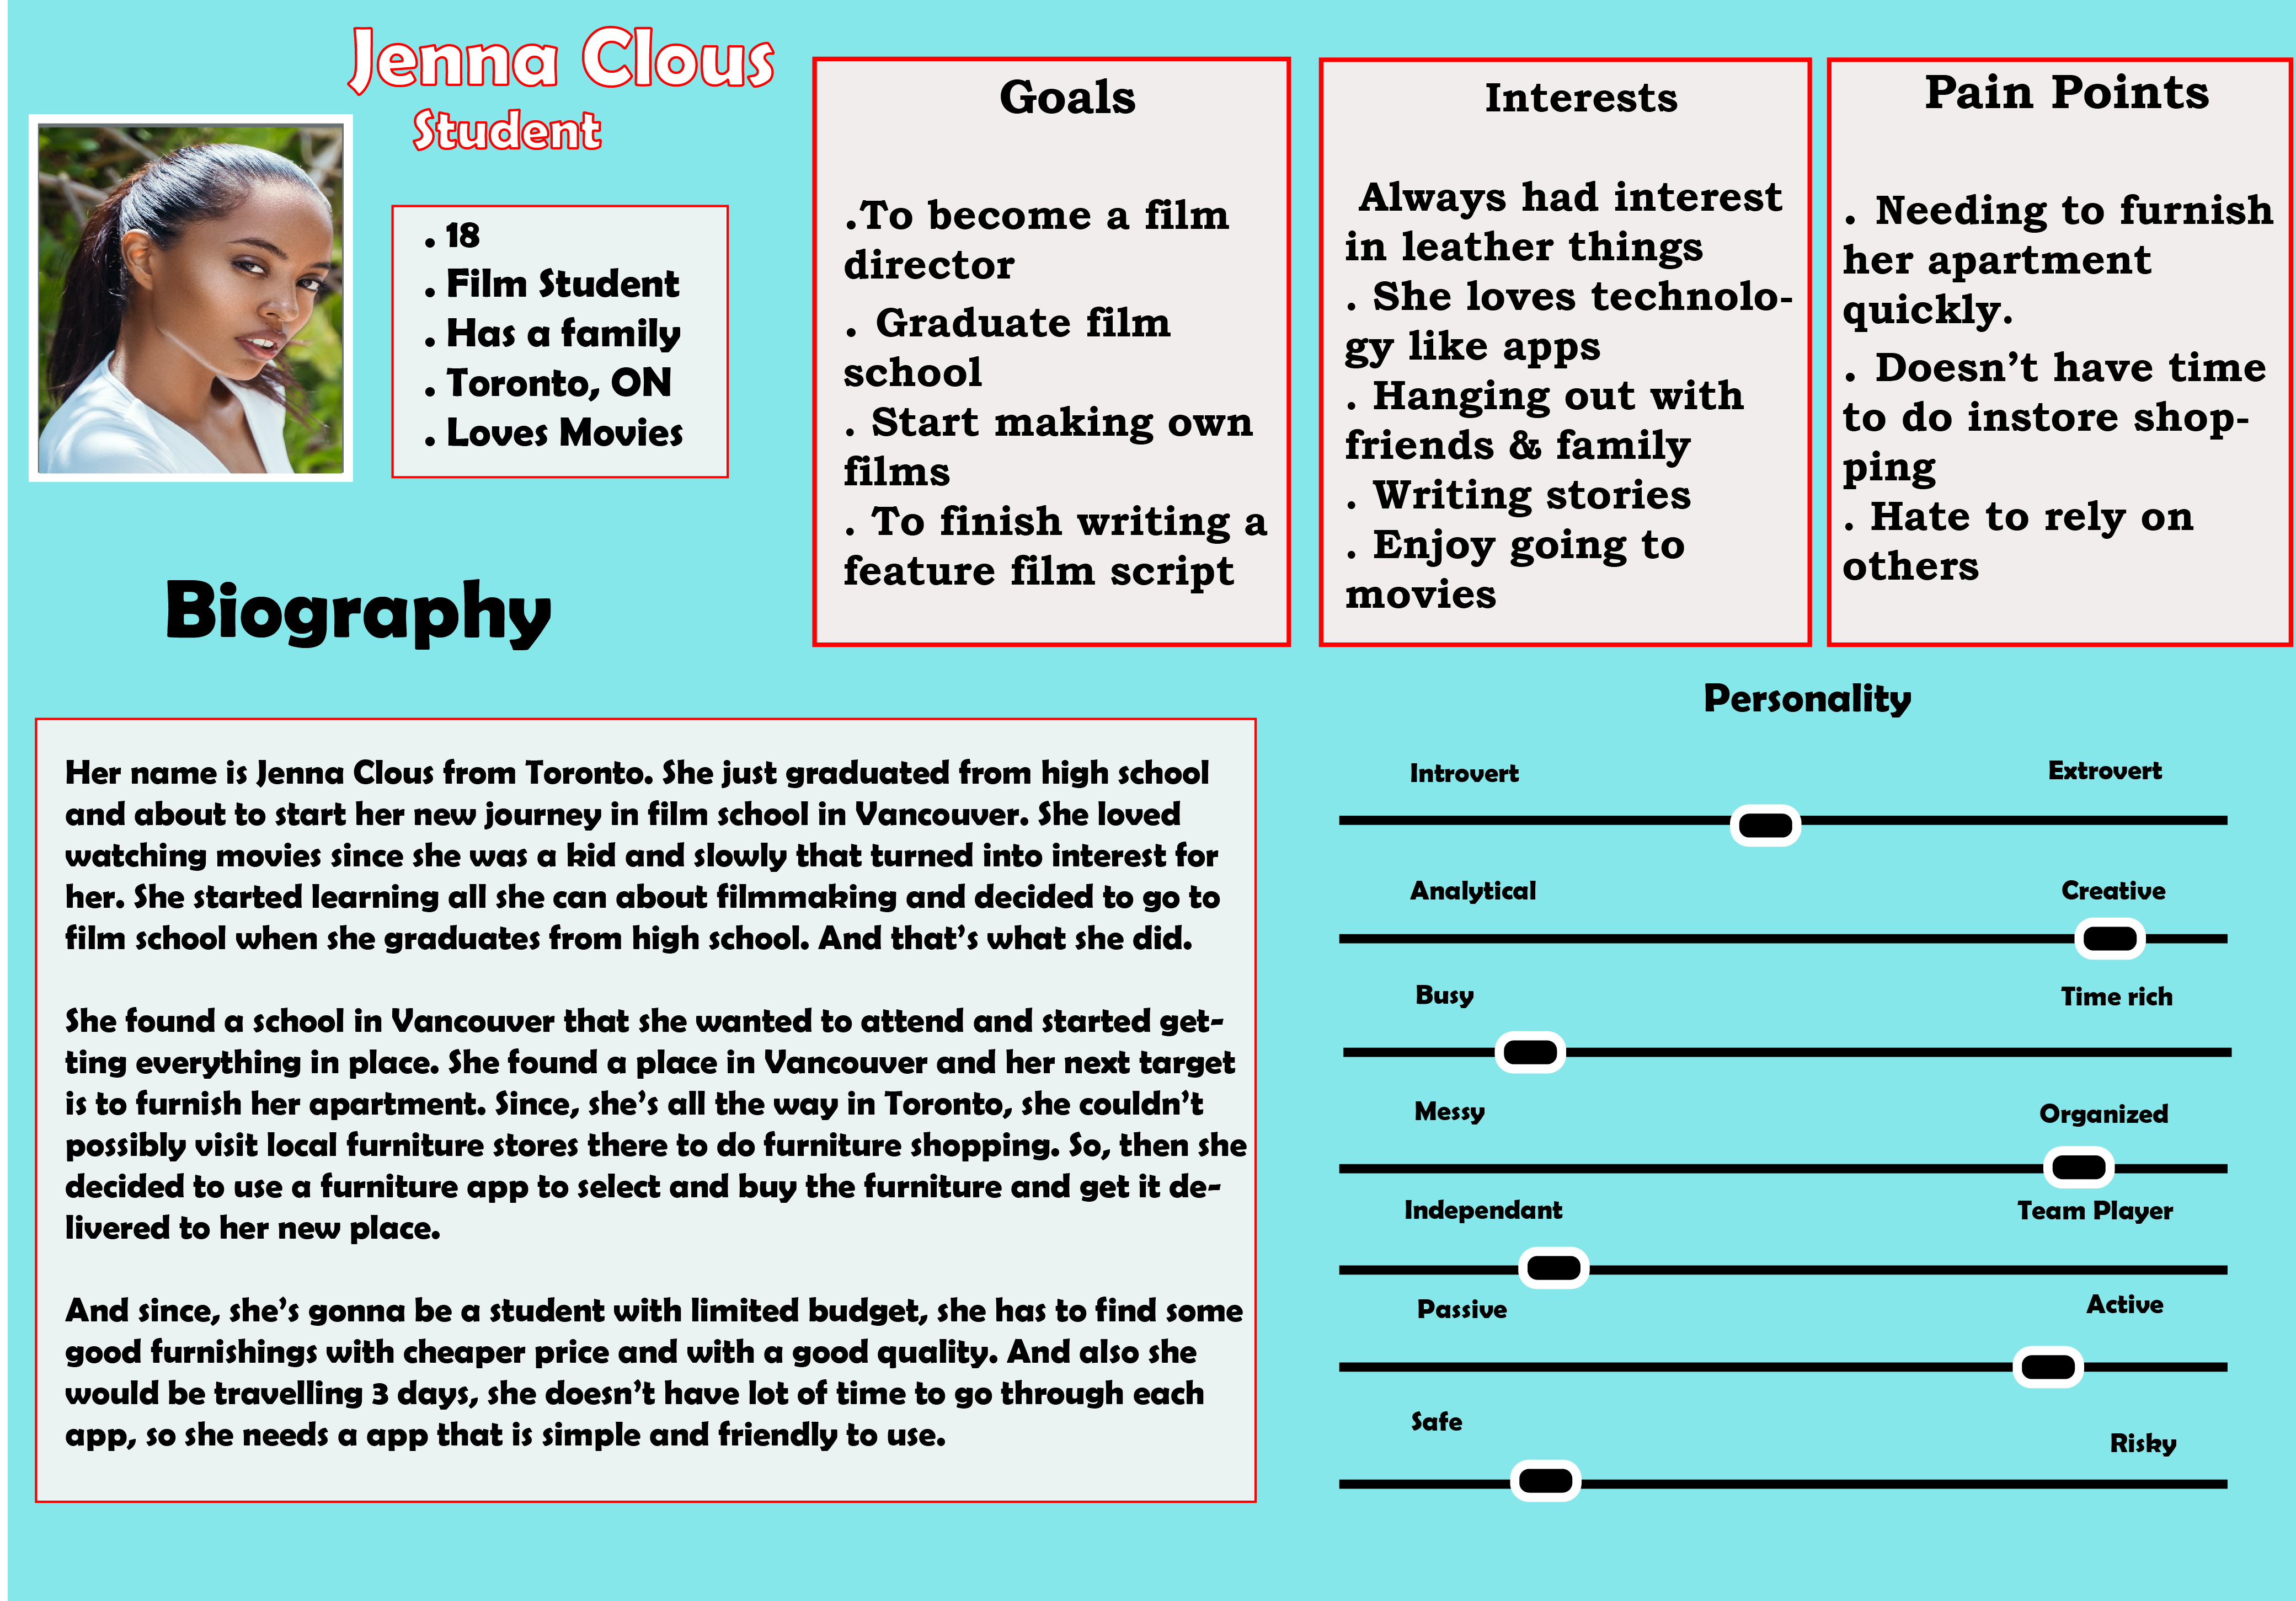 Jenna Clous
Student
. 18
. Film Student
. Has a family
. Toronto, ON
. Loves Movies
Goals
.To become a film
director
. Graduate film
school
. Start making own
films
. To finish writing a
feature film script
Interests
Always had interest
in leather things
. She loves technolo-
gy like apps
. Hanging out with
friends & family
. Writing stories
. Enjoy going to
movies
Pain Points
. Needing to furnish
her apartment
quickly.
. Doesn't have time
to do instore shop-
ping
. Hate to rely on
others
Biography
Her name is Jenna Clous from Toronto. She just graduated from high school
and about to start her new journey in film school in Vancouver. She loved
watching movies since she was a kid and slowly that turned into interest for
her. She started learning all she can about filmmaking and decided to go to
film school when she graduates from high school. And that's what she did.
She found a school in Vancouver that she wanted to attend and started get-
ting everything in place. She found a place in Vancouver and her next target
is to furnish her apartment. Since, she's all the way in Toronto, she couldn't
possibly visit local furniture stores there to do furniture shopping. So, then she
decided to use a furniture app to select and buy the furniture and get it de-
livered to her new place.
And since, she's gonna be a student with limited budget, she has to find some
good furnishings with cheaper price and with a good quality. And also she
would be travelling 3 days, she doesn't have lot of time to go through each
app, so she needs a app that is simple and friendly to use.
Personality
Introvert Extrovert
Analytical Creative
Busy Time rich
Messy Organized
Independant Team Player
Passive Active
Safe Risky